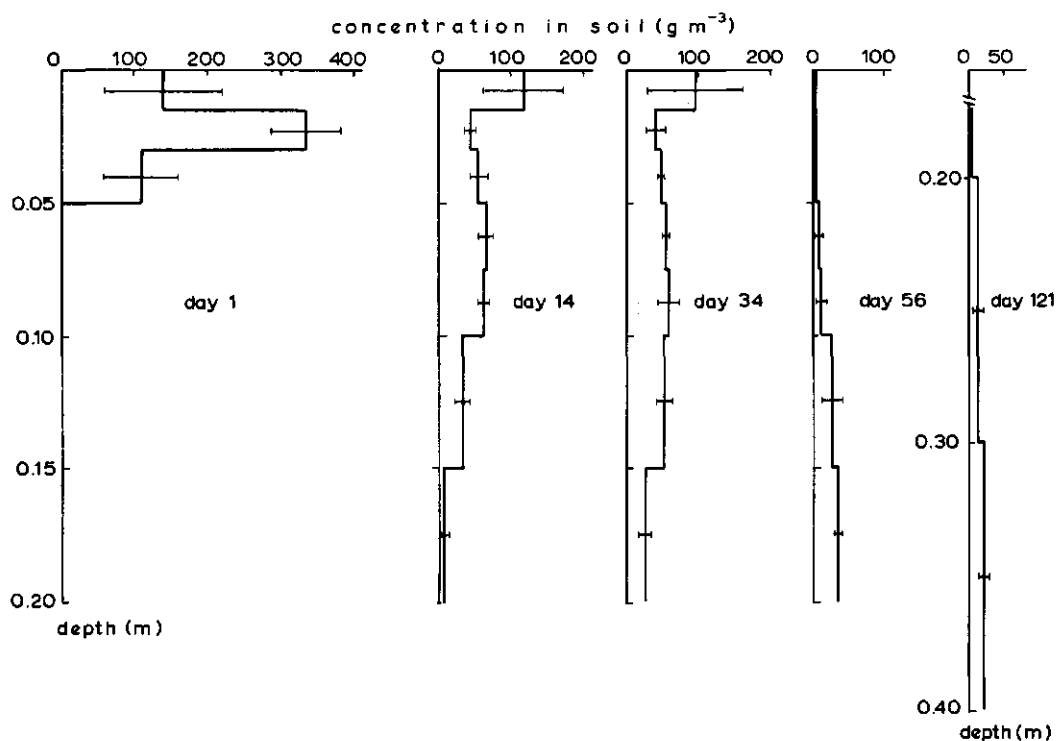 concentration in soil (g m⁻³)
0 100 200 300 400
0 100 200
0 100 200
0 100
0 50
0.05
0.10
0.15
0.20
depth (m)
day 1
day 14
day 34
day 56
day 121
0.20
0.30
0.40
depth (m)